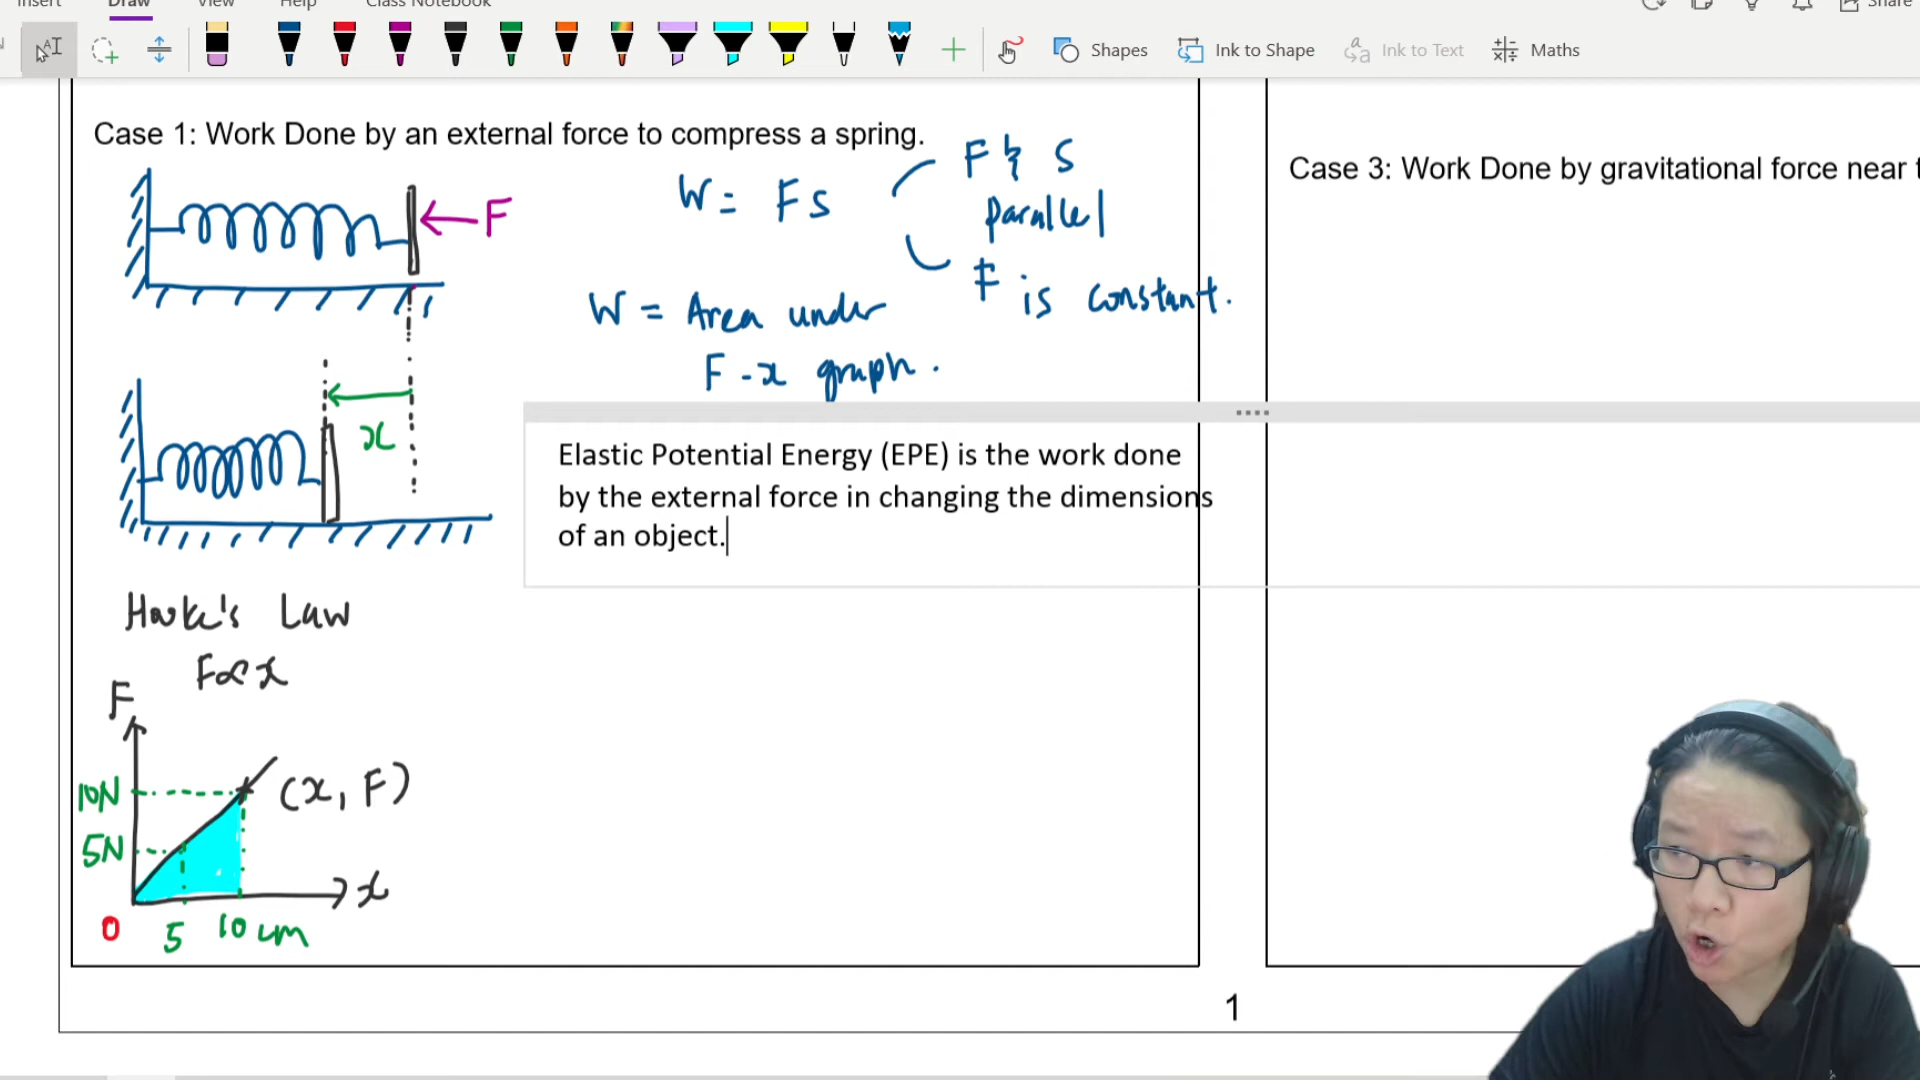 Insert Draw View Help Class Notebook Share
Shapes Ink to Shape Ink to Text Maths
Case 1: Work Done by an external force to compress a spring.
F
W = Fs
F & s
parallel
F is constant.
W = Area under
F - x graph.
x
Elastic Potential Energy (EPE) is the work done
by the external force in changing the dimensions
of an object.
Hooke's Law
F∝x
F
10N
(x, F)
5N
x
0 5 10 cm
Case 3: Work Done by gravitational force near
1